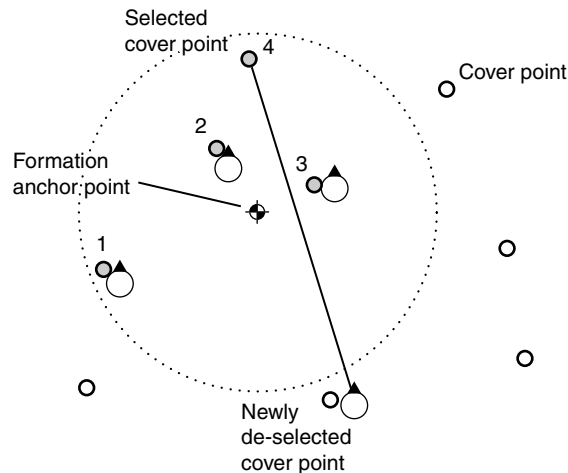 Selected
cover point
4
Cover point
2
Formation
anchor point
3
1
Newly
de-selected
cover point